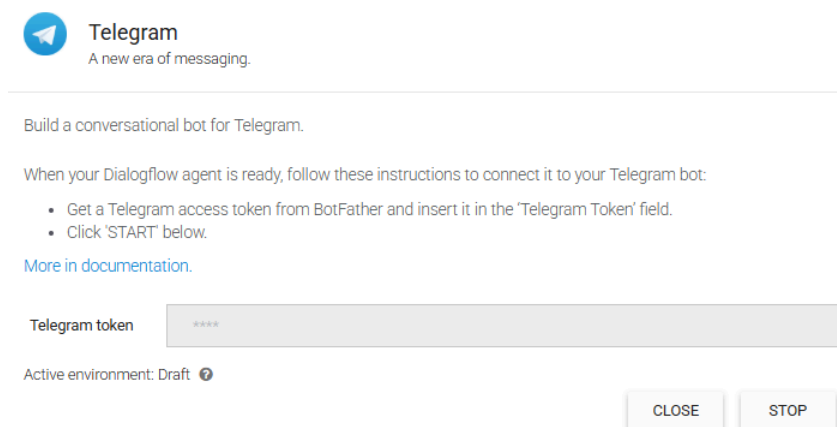 Telegram
A new era of messaging.
Build a conversational bot for Telegram.
When your Dialogflow agent is ready, follow these instructions to connect it to your Telegram bot:
• Get a Telegram access token from BotFather and insert it in the ‘Telegram Token’ field.
• Click 'START' below.
More in documentation.
Telegram token ****
Active environment: Draft ?
CLOSE STOP